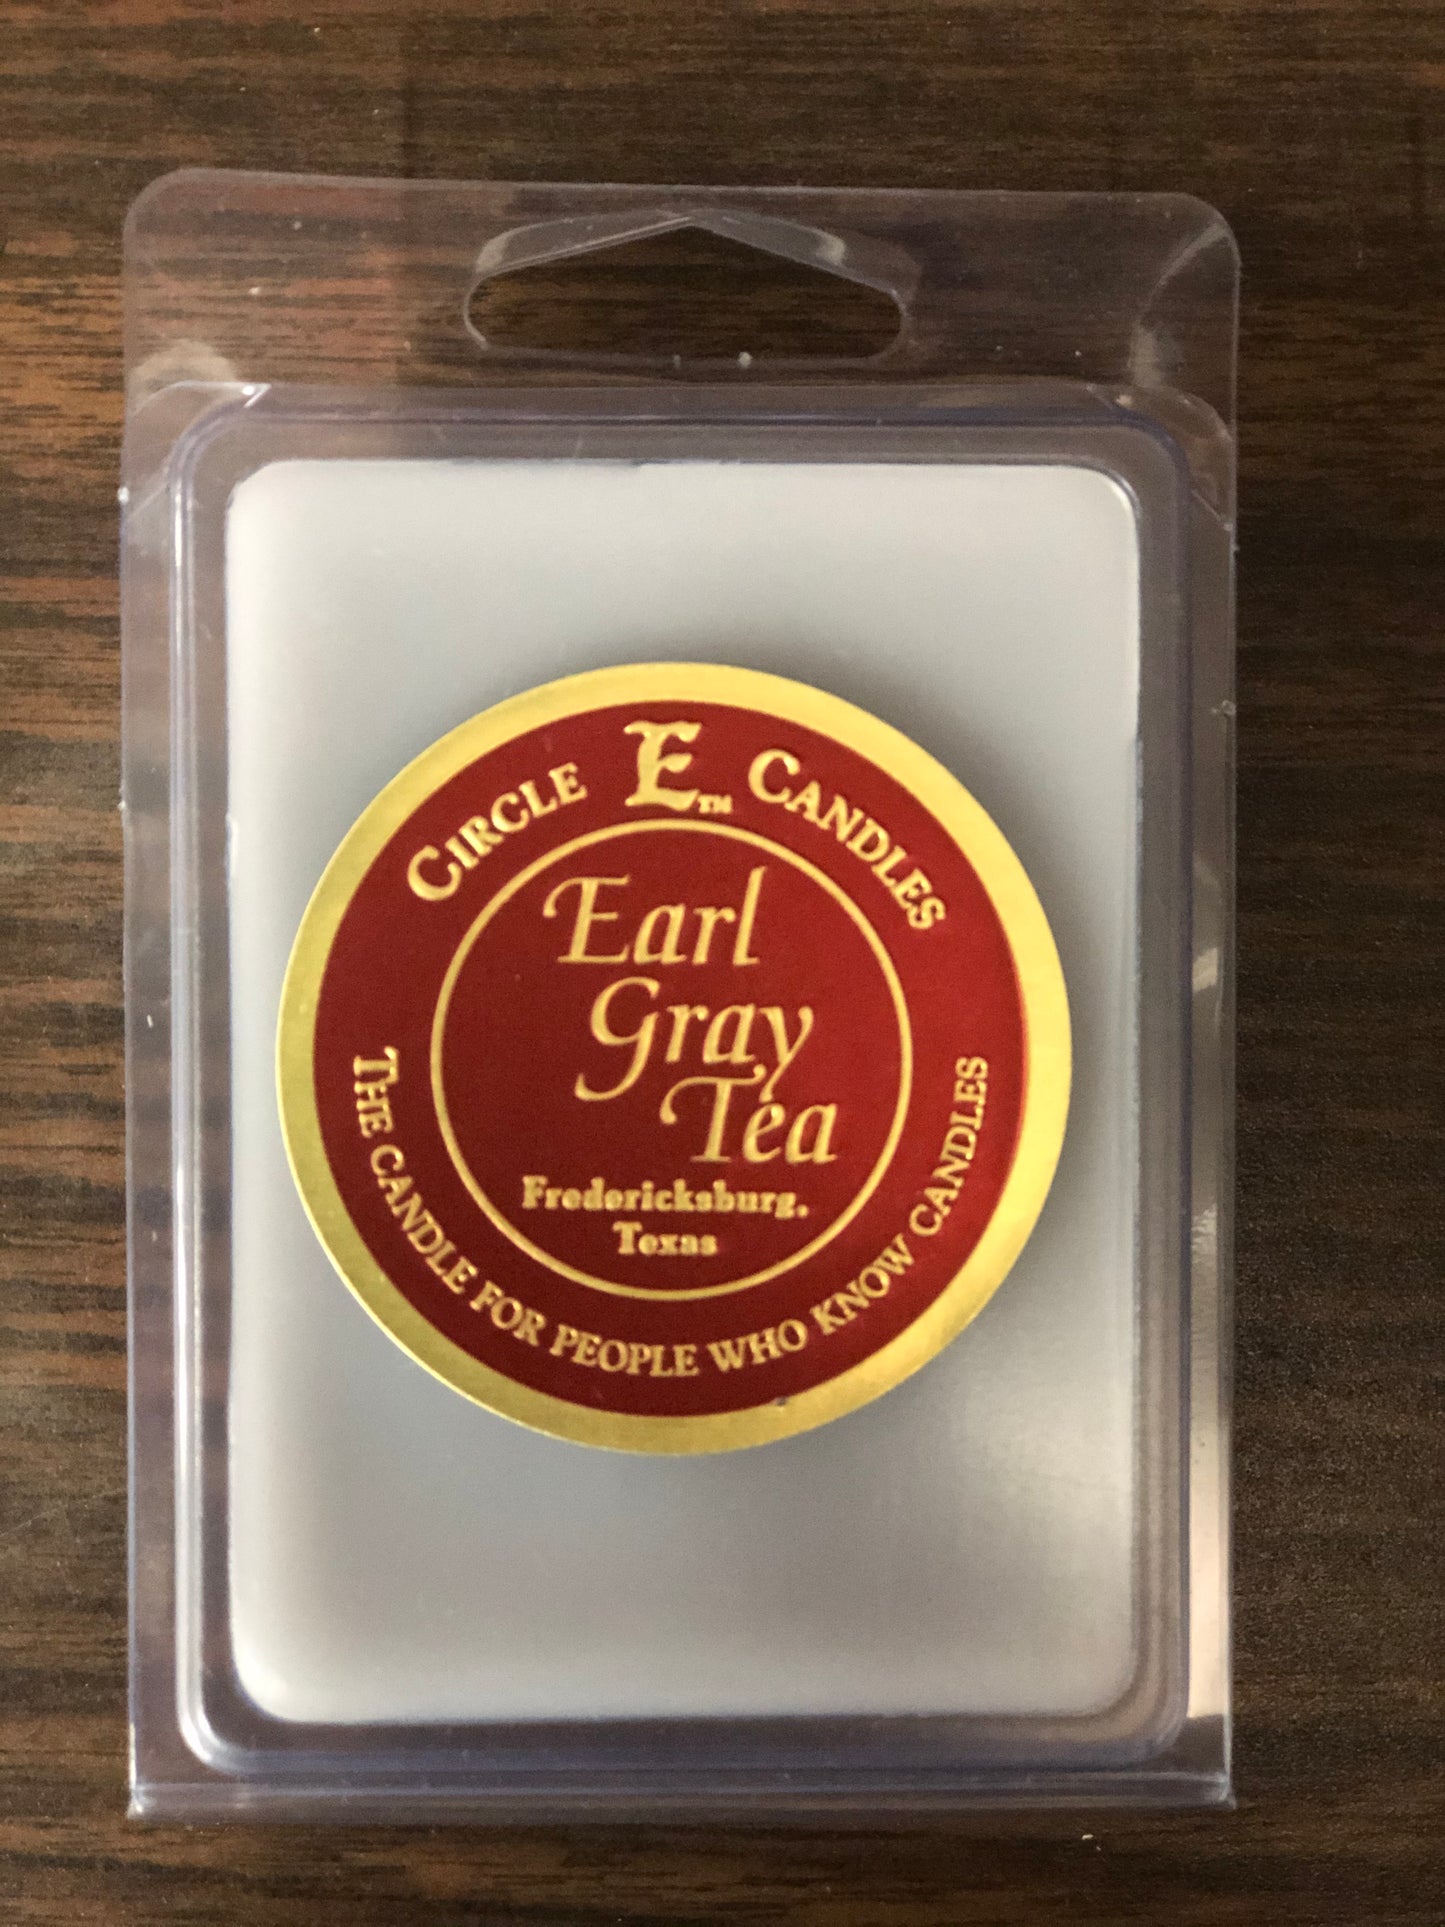 CIRCLE E™ CANDLES
Earl
Gray
Tea
Fredericksburg,
Texas
THE CANDLE FOR PEOPLE WHO KNOW CANDLES